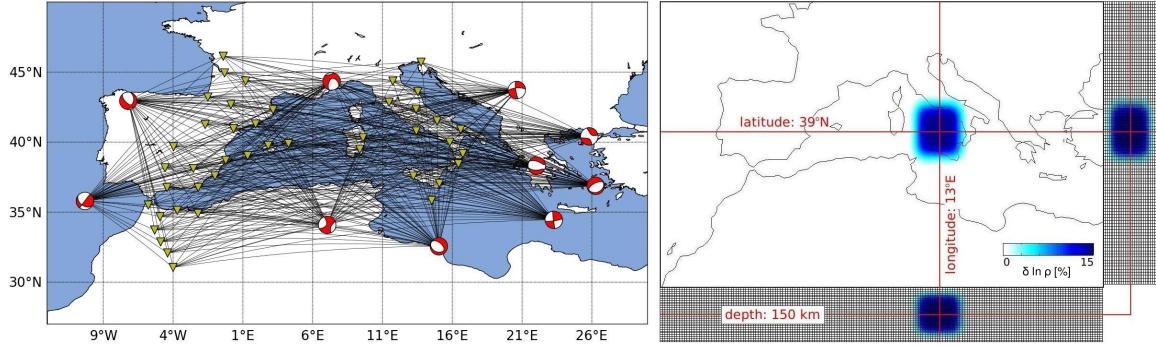 45°N
40°N
35°N
30°N
9°W 4°W 1°E 6°E 11°E 16°E 21°E 26°E
latitude: 39°N
longitude: 13°E
0 15
δ ln ρ [%]
depth: 150 km